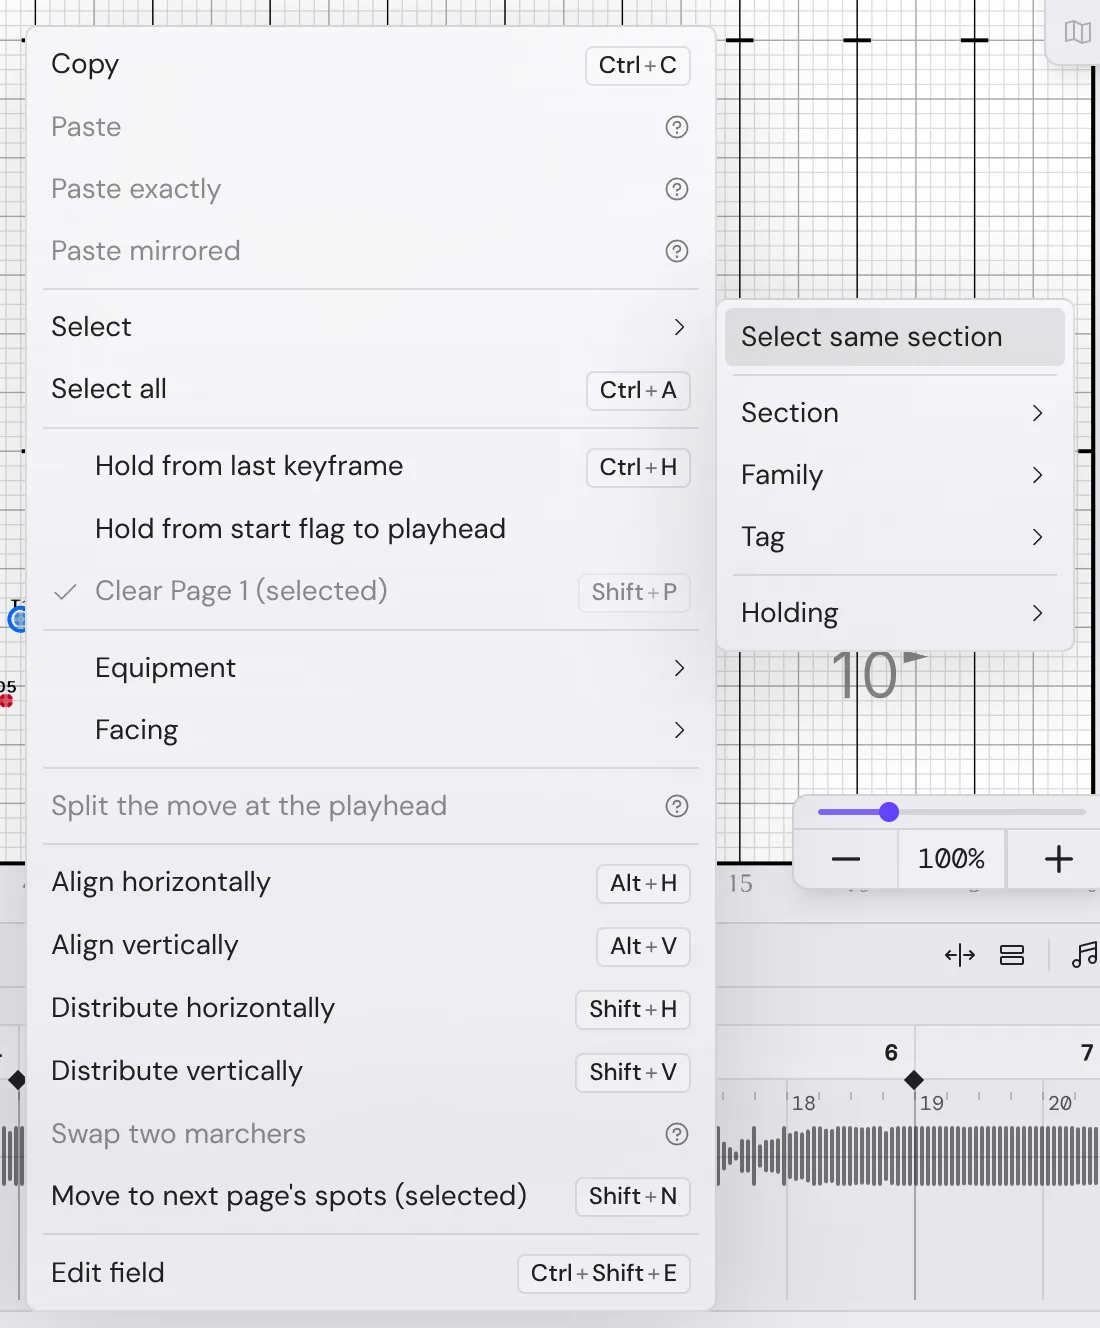 Copy Ctrl+C
Paste
Paste exactly
Paste mirrored
Select
Select all Ctrl+A
Hold from last keyframe Ctrl+H
Hold from start flag to playhead
Clear Page 1 (selected) Shift+P
Equipment
Facing
Split the move at the playhead
Align horizontally Alt+H
Align vertically Alt+V
Distribute horizontally Shift+H
Distribute vertically Shift+V
Swap two marchers
Move to next page's spots (selected) Shift+N
Edit field Ctrl+Shift+E
Select same section
Section
Family
Tag
Holding
10
100%
15
6 7
18 19 20